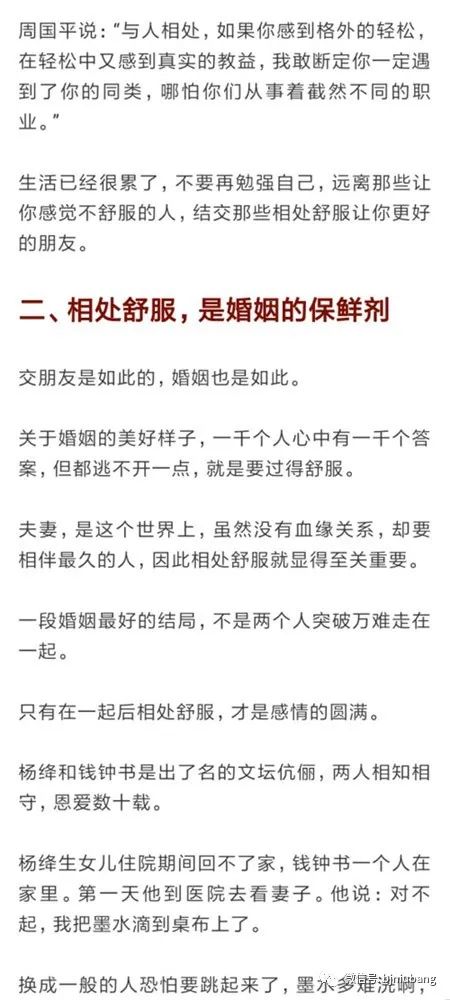 周国平说：“与人相处，如果你感到格外的轻松，
在轻松中又感到真实的教益，我敢断定你一定遇
到了你的同类，哪怕你们从事着截然不同的职
业。”
生活已经很累了，不要再勉强自己，远离那些让
你感觉不舒服的人，结交那些相处舒服让你更好
的朋友。
二、相处舒服，是婚姻的保鲜剂
交朋友是如此的，婚姻也是如此。
关于婚姻的美好样子，一千个人心中有一千个答
案，但都逃不开一点，就是要过得舒服。
夫妻，是这个世界上，虽然没有血缘关系，却要
相伴最久的人，因此相处舒服就显得至关重要。
一段婚姻最好的结局，不是两个人突破万难走在
一起。
只有在一起后相处舒服，才是感情的圆满。
杨绛和钱钟书是出了名的文坛伉俪，两人相知相
守，恩爱数十载。
杨绛生女儿住院期间回不了家，钱钟书一个人在
家里。第一天他到医院去看妻子。他说：对不
起，我把墨水滴到桌布上了。
换成一般的人恐怕要跳起来了，墨水多难洗啊，
微信号: biniubang